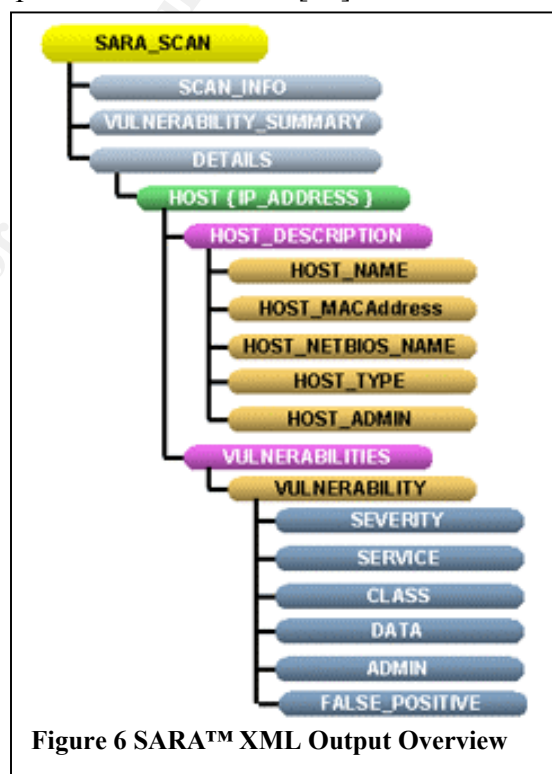 SARA_SCAN
SCAN_INFO
VULNERABILITY_SUMMARY
DETAILS
HOST { IP_ADDRESS }
HOST_DESCRIPTION
HOST_NAME
HOST_MACAddress
HOST_NETBIOS_NAME
HOST_TYPE
HOST_ADMIN
VULNERABILITIES
VULNERABILITY
SEVERITY
SERVICE
CLASS
DATA
ADMIN
FALSE_POSITIVE
Figure 6 SARA™ XML Output Overview